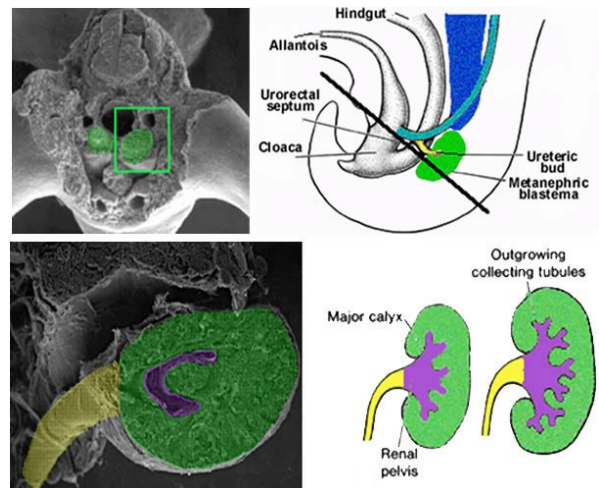 Hindgut
Allantois
Urorectal
septum
Cloaca
Ureteric
bud
Metanephric
blastema
Outgrowing
collecting tubules
Major calyx
Renal
pelvis